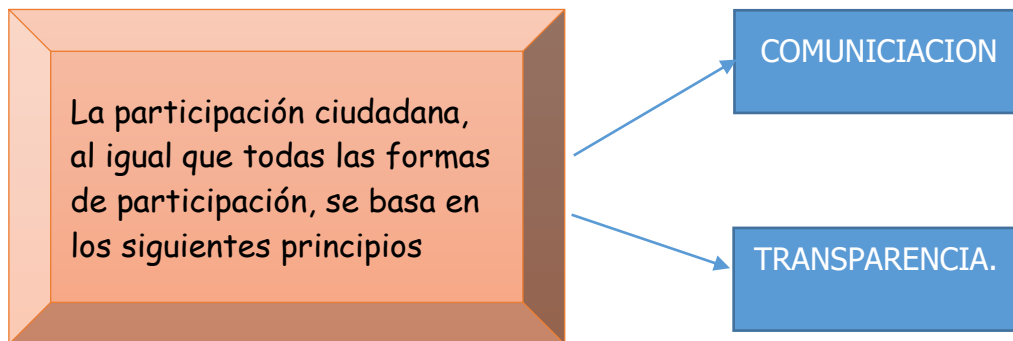 La participación ciudadana,
al igual que todas las formas
de participación, se basa en
los siguientes principios
COMUNICIACION
TRANSPARENCIA.